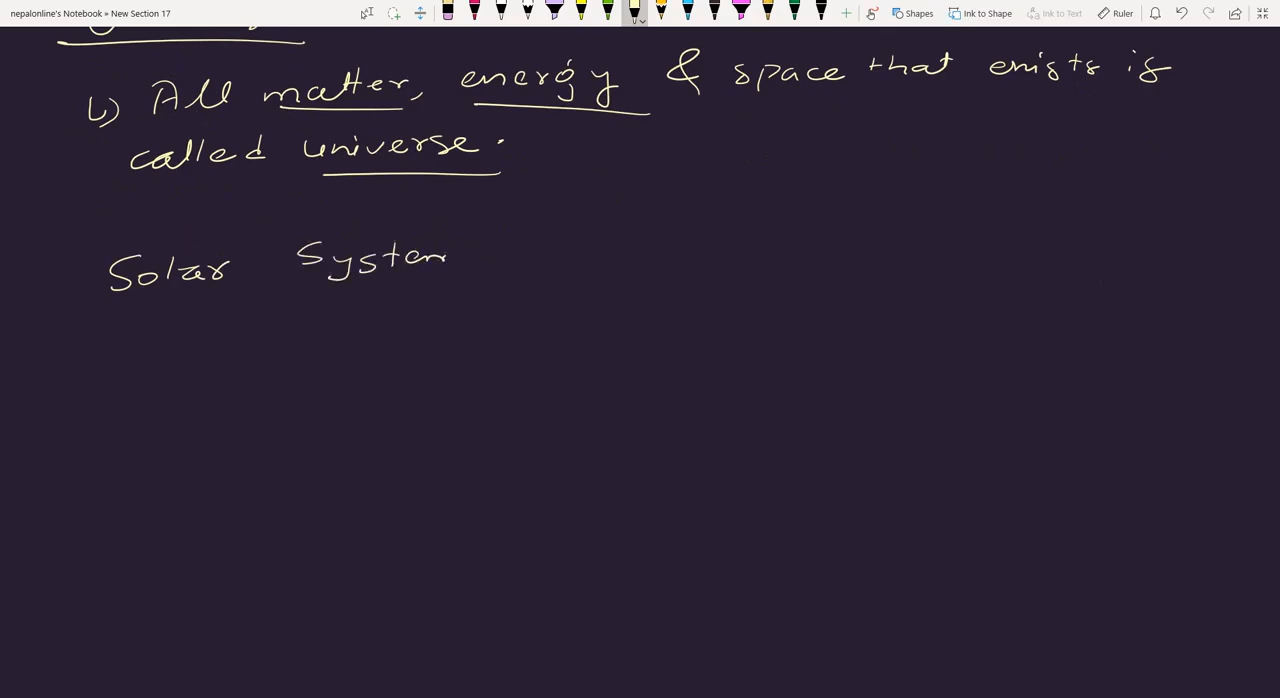 nepalonline's Notebook » New Section 17
Shapes Ink to Shape Ink to Text Ruler
b) All matter, energy & space that exists is
called universe.
Solar System